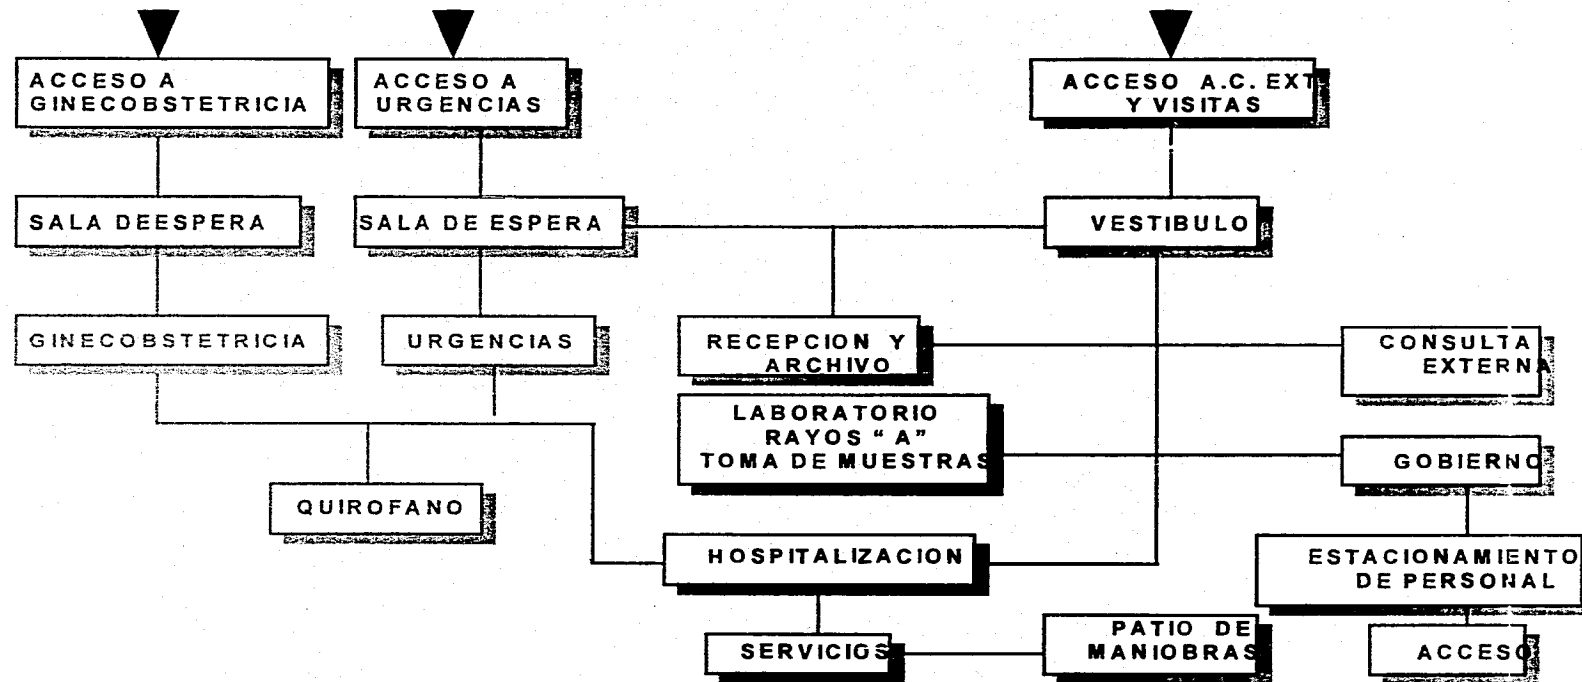 ACCESO A
GINECOBSTETRICIA
ACCESO A
URGENCIAS
ACCESO A.C. EXT
Y VISITAS
SALA DEESPERA
SALA DE ESPERA
VESTIBULO
GINECOBSTETRICIA
URGENCIAS
RECEPCION Y
ARCHIVO
CONSULTA
EXTERNA
LABORATORIO
RAYOS “ A”
TOMA DE MUESTRAS
GOBIERNO
QUIROFANO
HOSPITALIZACION
ESTACIONAMIENTO
DE PERSONAL
SERVICIOS
PATIO DE
MANIOBRAS
ACCESO